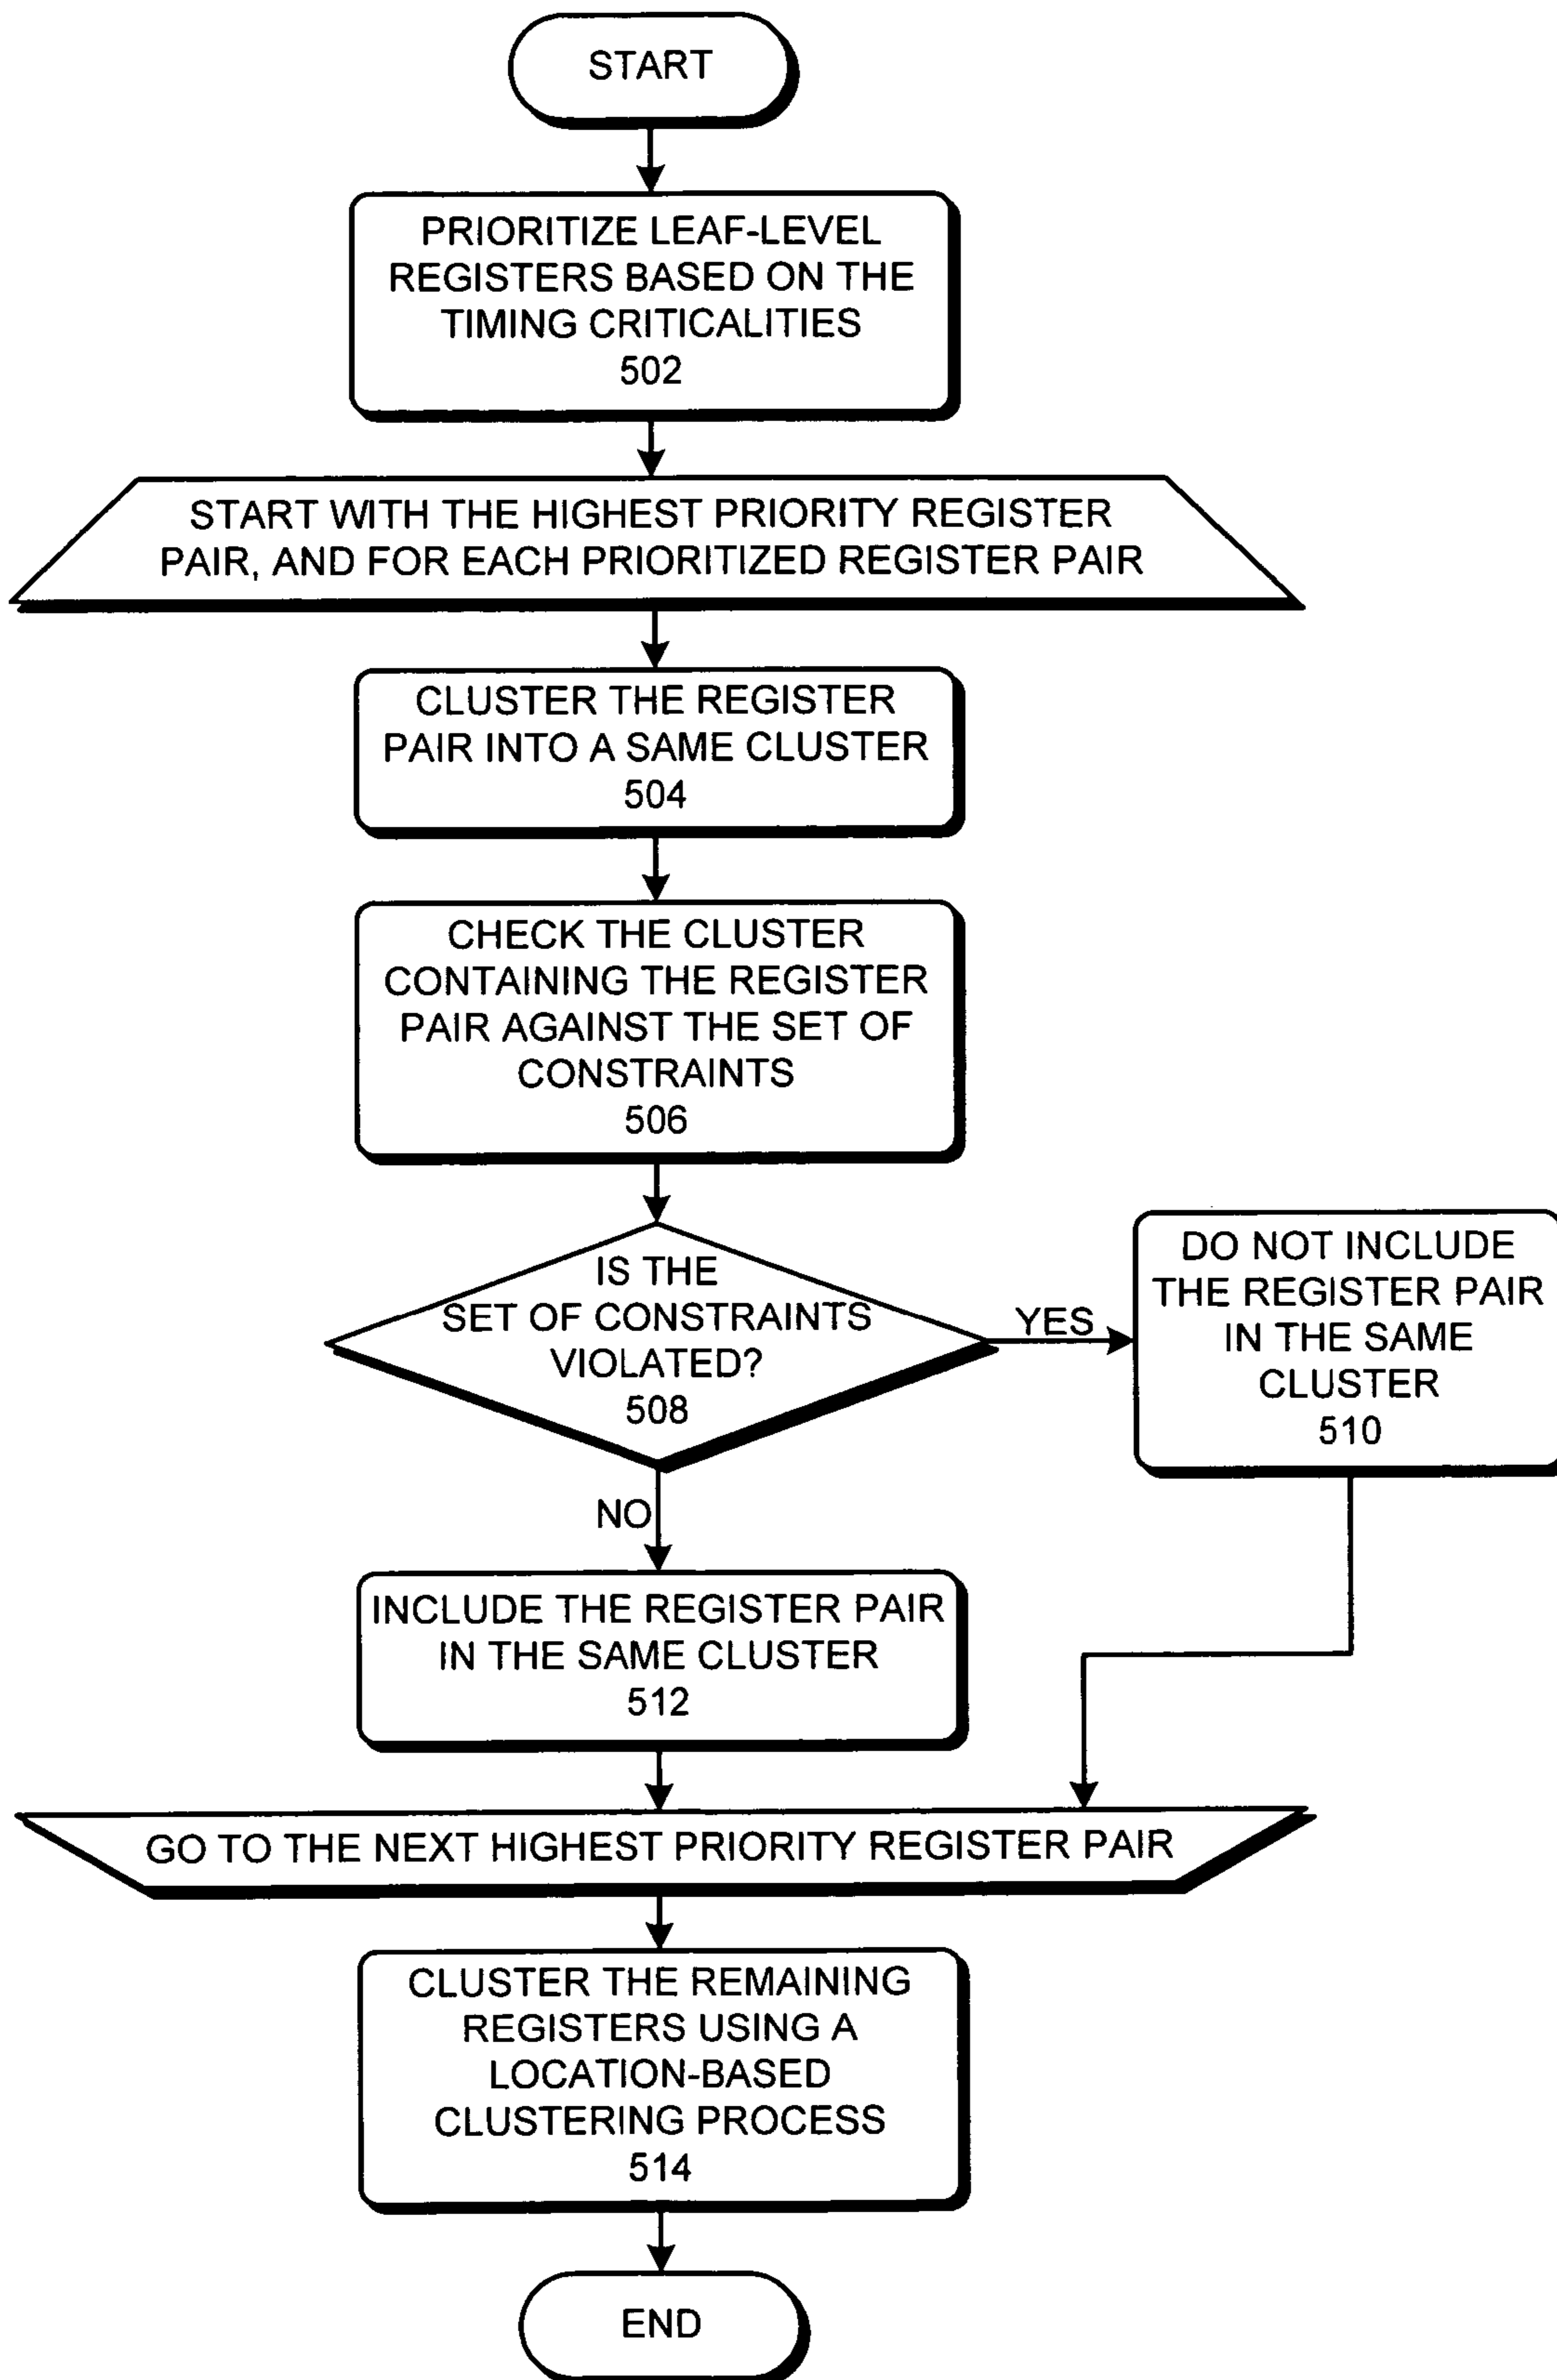 START
PRIORITIZE LEAF-LEVEL
REGISTERS BASED ON THE
TIMING CRITICALITIES
502
START WITH THE HIGHEST PRIORITY REGISTER
PAIR, AND FOR EACH PRIORITIZED REGISTER PAIR
CLUSTER THE REGISTER
PAIR INTO A SAME CLUSTER
504
CHECK THE CLUSTER
CONTAINING THE REGISTER
PAIR AGAINST THE SET OF
CONSTRAINTS
506
IS THE
SET OF CONSTRAINTS
VIOLATED?
508
YES
DO NOT INCLUDE
THE REGISTER PAIR
IN THE SAME
CLUSTER
510
NO
INCLUDE THE REGISTER PAIR
IN THE SAME CLUSTER
512
GO TO THE NEXT HIGHEST PRIORITY REGISTER PAIR
CLUSTER THE REMAINING
REGISTERS USING A
LOCATION-BASED
CLUSTERING PROCESS
514
END